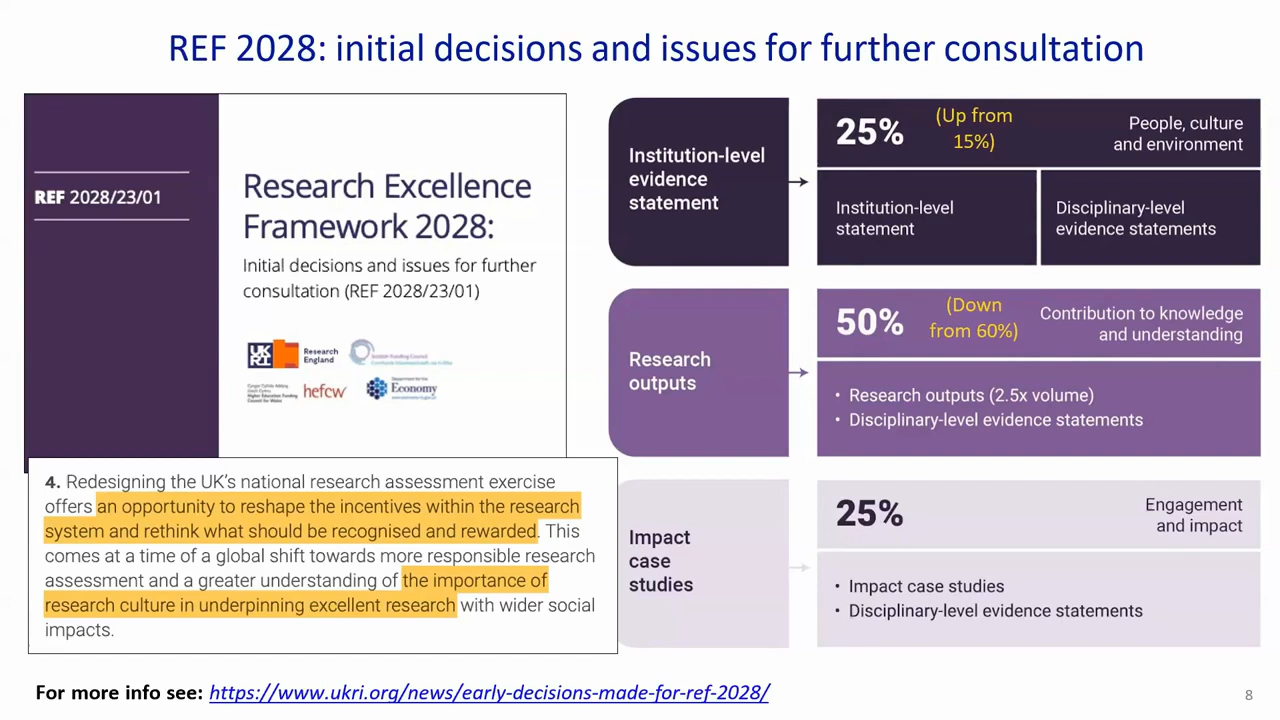 REF 2028: initial decisions and issues for further consultation
REF 2028/23/01
Research Excellence
Framework 2028:
Initial decisions and issues for further
consultation (REF 2028/23/01)
UKRI
Research
England
Scottish Funding Council
hefcw
Department for the
Economy
4. Redesigning the UK's national research assessment exercise
offers an opportunity to reshape the incentives within the research
system and rethink what should be recognised and rewarded. This
comes at a time of a global shift towards more responsible research
assessment and a greater understanding of the importance of
research culture in underpinning excellent research with wider social
impacts.
Institution-level
evidence
statement
25%
(Up from
15%)
People, culture
and environment
Institution-level
statement
Disciplinary-level
evidence statements
Research
outputs
50%
(Down
from 60%)
Contribution to knowledge
and understanding
• Research outputs (2.5x volume)
• Disciplinary-level evidence statements
Impact
case
studies
25%
Engagement
and impact
• Impact case studies
• Disciplinary-level evidence statements
For more info see: https://www.ukri.org/news/early-decisions-made-for-ref-2028/
8